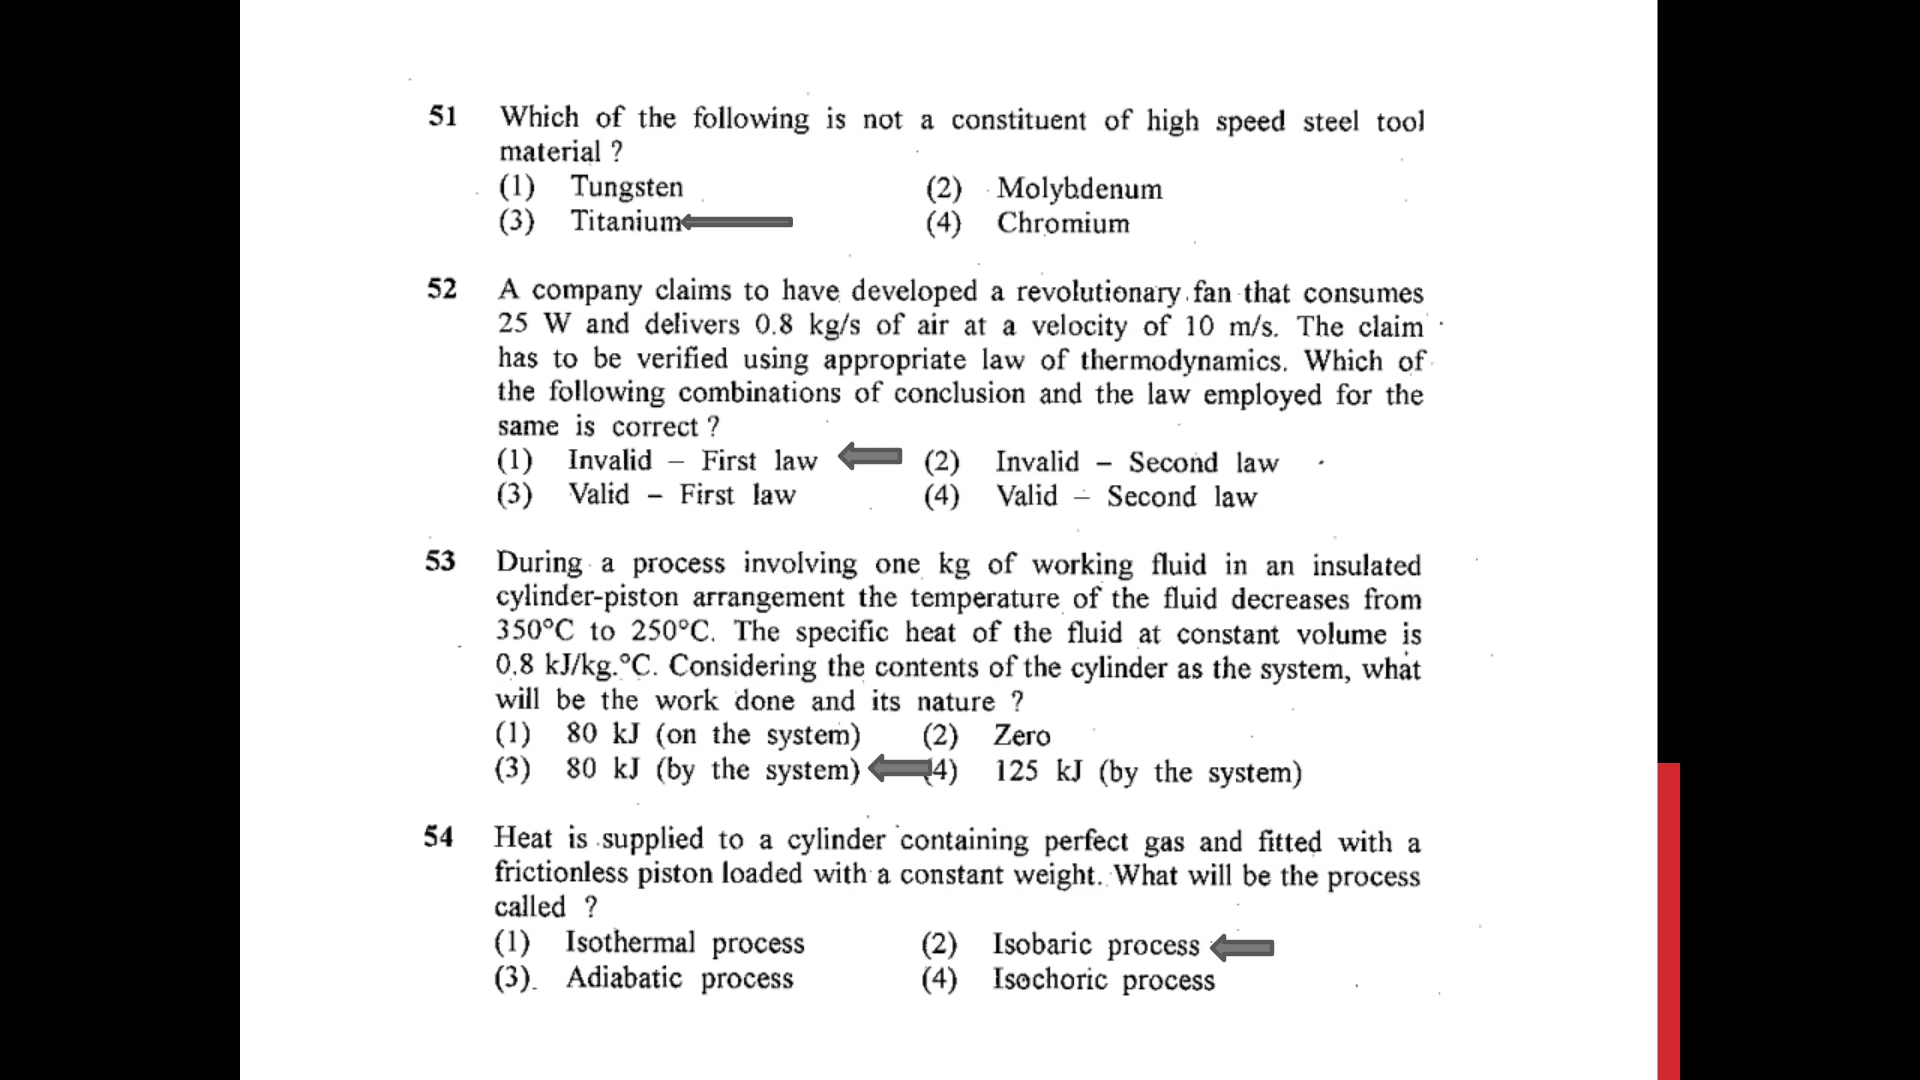 51 Which of the following is not a constituent of high speed steel tool
material ?
(1) Tungsten (2) Molybdenum
(3) Titanium (4) Chromium
52 A company claims to have developed a revolutionary fan that consumes
25 W and delivers 0.8 kg/s of air at a velocity of 10 m/s. The claim
has to be verified using appropriate law of thermodynamics. Which of
the following combinations of conclusion and the law employed for the
same is correct ?
(1) Invalid – First law (2) Invalid – Second law
(3) Valid – First law (4) Valid – Second law
53 During a process involving one kg of working fluid in an insulated
cylinder-piston arrangement the temperature of the fluid decreases from
350°C to 250°C. The specific heat of the fluid at constant volume is
0.8 kJ/kg.°C. Considering the contents of the cylinder as the system, what
will be the work done and its nature ?
(1) 80 kJ (on the system) (2) Zero
(3) 80 kJ (by the system) (4) 125 kJ (by the system)
54 Heat is supplied to a cylinder containing perfect gas and fitted with a
frictionless piston loaded with a constant weight. What will be the process
called ?
(1) Isothermal process (2) Isobaric process
(3). Adiabatic process (4) Isochoric process